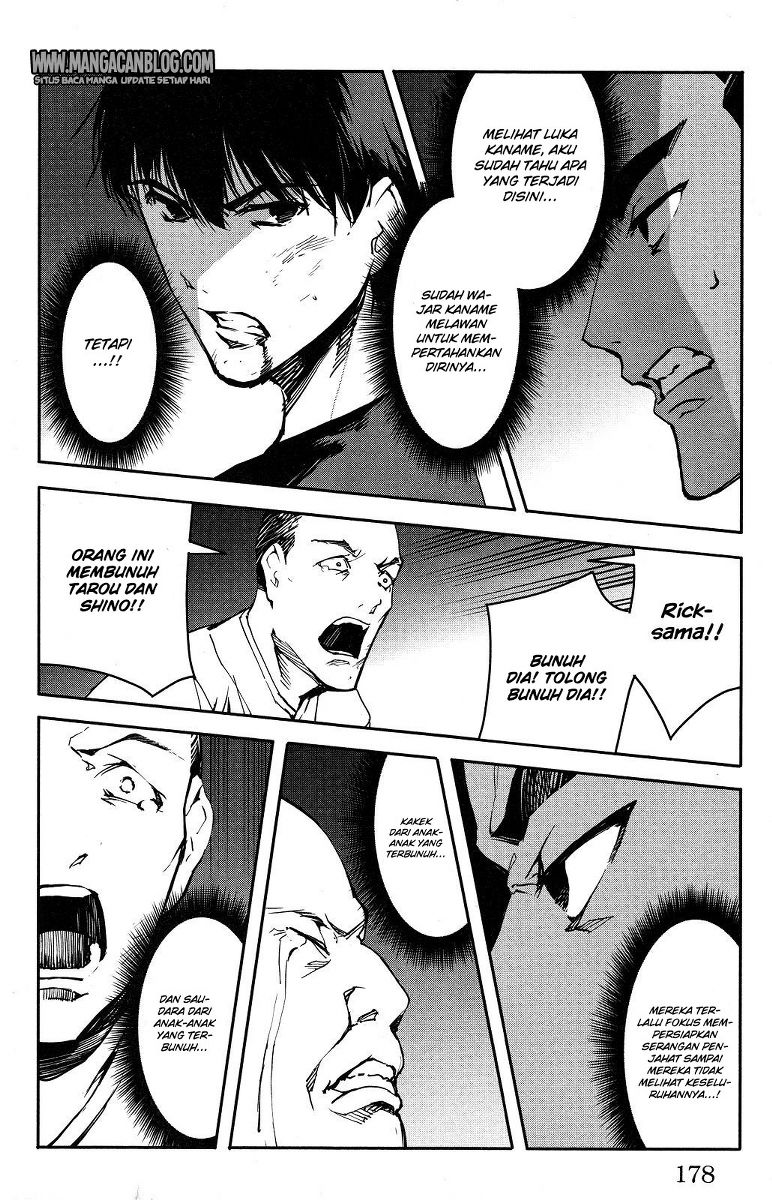 WWW.MANGACANBLOG.COM
SITUS BACA MANGA UPDATE SETIAP HARI
MELIHAT LUKA
KANAME, AKU
SUDAH TAHU APA
YANG TERJADI
DISINI...
SUDAH WA-
JAR KANAME
MELAWAN
UNTUK MEM-
PERTAHANKAN
DIRINYA...
TETAPI
...!!
Rick-
sama!!
BUNUH
DIA! TOLONG
BUNUH DIA!!
ORANG INI
MEMBUNUH
TAROU DAN
SHINO!!
MEREKA TER-
LALU FOKUS MEM-
PERSIAPKAN
SERANGAN PEN-
JAHAT SAMPAI
MEREKA TIDAK
MELIHAT KESELU-
RUHANNYA...!
KAKEK
DARI ANAK-
ANAK YANG
TERBUNUH...
DAN SAU-
DARA DARI
ANAK-ANAK
YANG TER-
BUNUH...
178